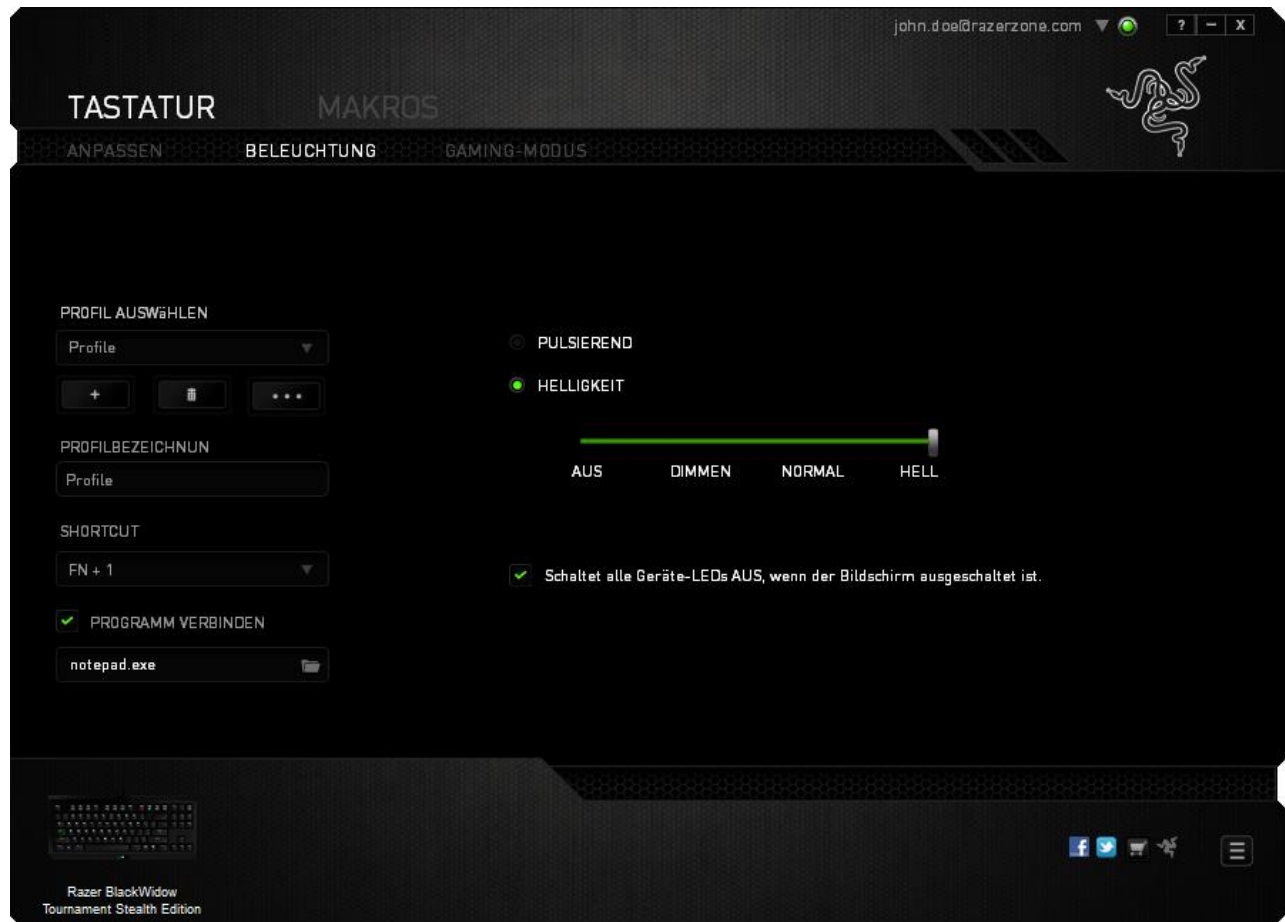 john.doe@razerzone.com
? – X
TASTATUR MAKROS
ANPASSEN BELEUCHTUNG GAMING-MODUS
PROFIL AUSWäHLEN
Profile
+ •••
PROFILBEZEICHNUN
Profile
SHORTCUT
FN + 1
PROGRAMM VERBINDEN
notepad.exe
PULSIEREND
HELLIGKEIT
AUS DIMMEN NORMAL HELL
Schaltet alle Geräte-LEDs AUS, wenn der Bildschirm ausgeschaltet ist.
Razer BlackWidow
Tournament Stealth Edition